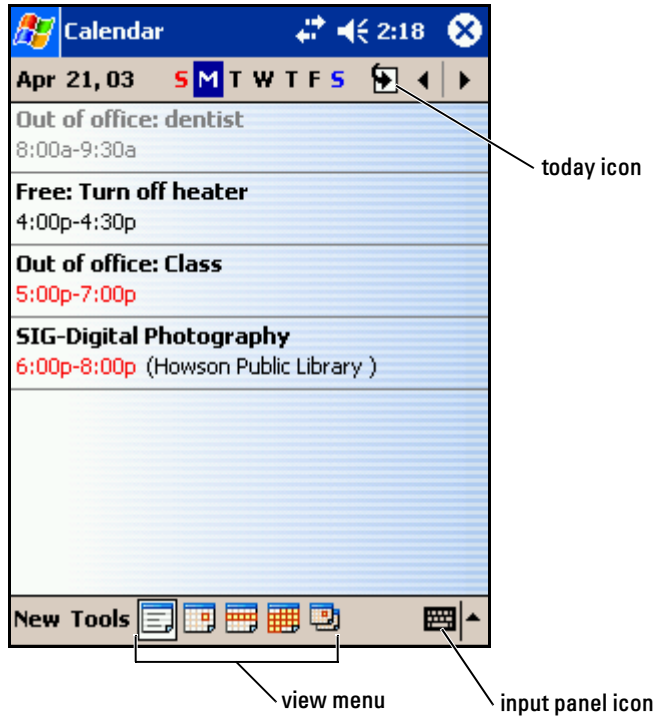 Calendar 2:18
Apr 21, 03 S M T W T F S
Out of office: dentist
8:00a-9:30a
today icon
Free: Turn off heater
4:00p-4:30p
Out of office: Class
5:00p-7:00p
SIG-Digital Photography
6:00p-8:00p (Howson Public Library )
New Tools
view menu
input panel icon